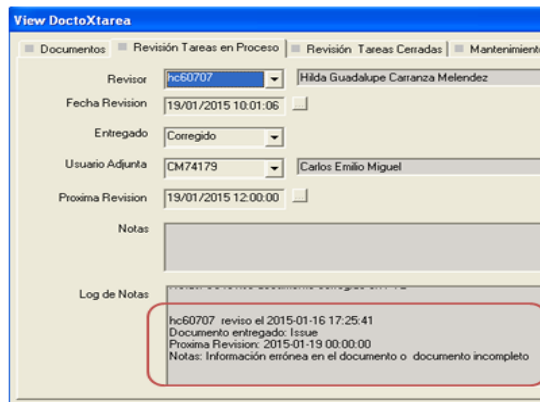 View DoctoXtarea
Documentos Revisión Tareas en Proceso Revisión Tareas Cerradas Mantenimiento
Revisor hc60707 Hilda Guadalupe Carranza Melendez
Fecha Revision 19/01/2015 10:01:06
Entregado Corregido
Usuario Adjunta CM74179 Carlos Emilio Miguel
Proxima Revision 19/01/2015 12:00:00
Notas
Log de Notas
hc60707 reviso el 2015-01-16 17:25:41
Documento entregado: Issue
Proxima Revision: 2015-01-19 00:00:00
Notas: Información errónea en el documento o documento incompleto